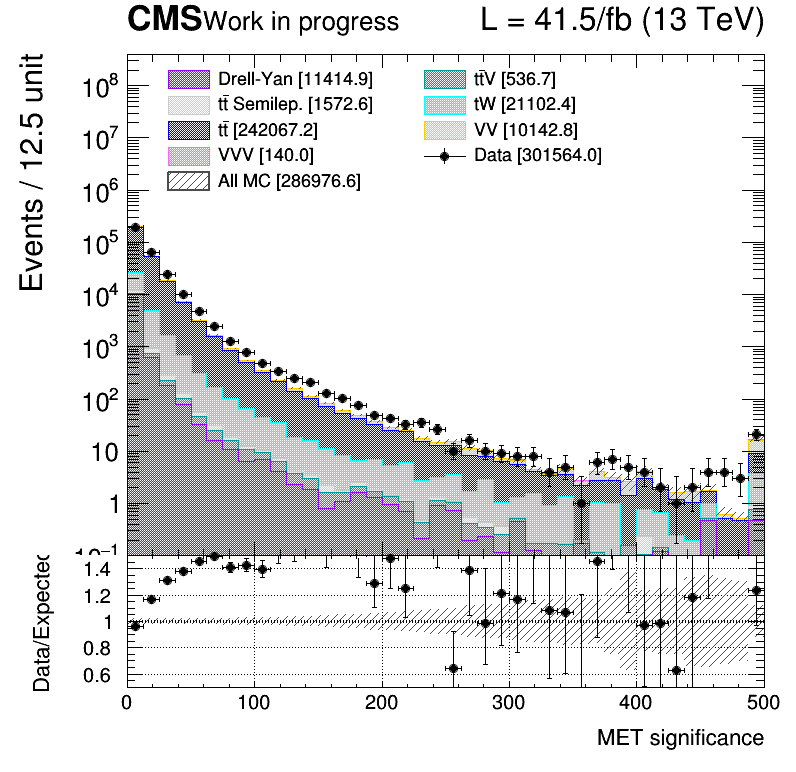 CMS Work in progress L = 41.5/fb (13 TeV)
Events / 12.5 unit
Drell-Yan [11414.9]
tt̄ Semilep. [1572.6]
tt̄ [242067.2]
VVV [140.0]
All MC [286976.6]
tt̄V [536.7]
tW [21102.4]
VV [10142.8]
Data [301564.0]
10⁸
10⁷
10⁶
10⁵
10⁴
10³
10²
10
1
10⁻¹
Data/Expected
1.4
1.2
1
0.8
0.6
0 100 200 300 400 500
MET significance